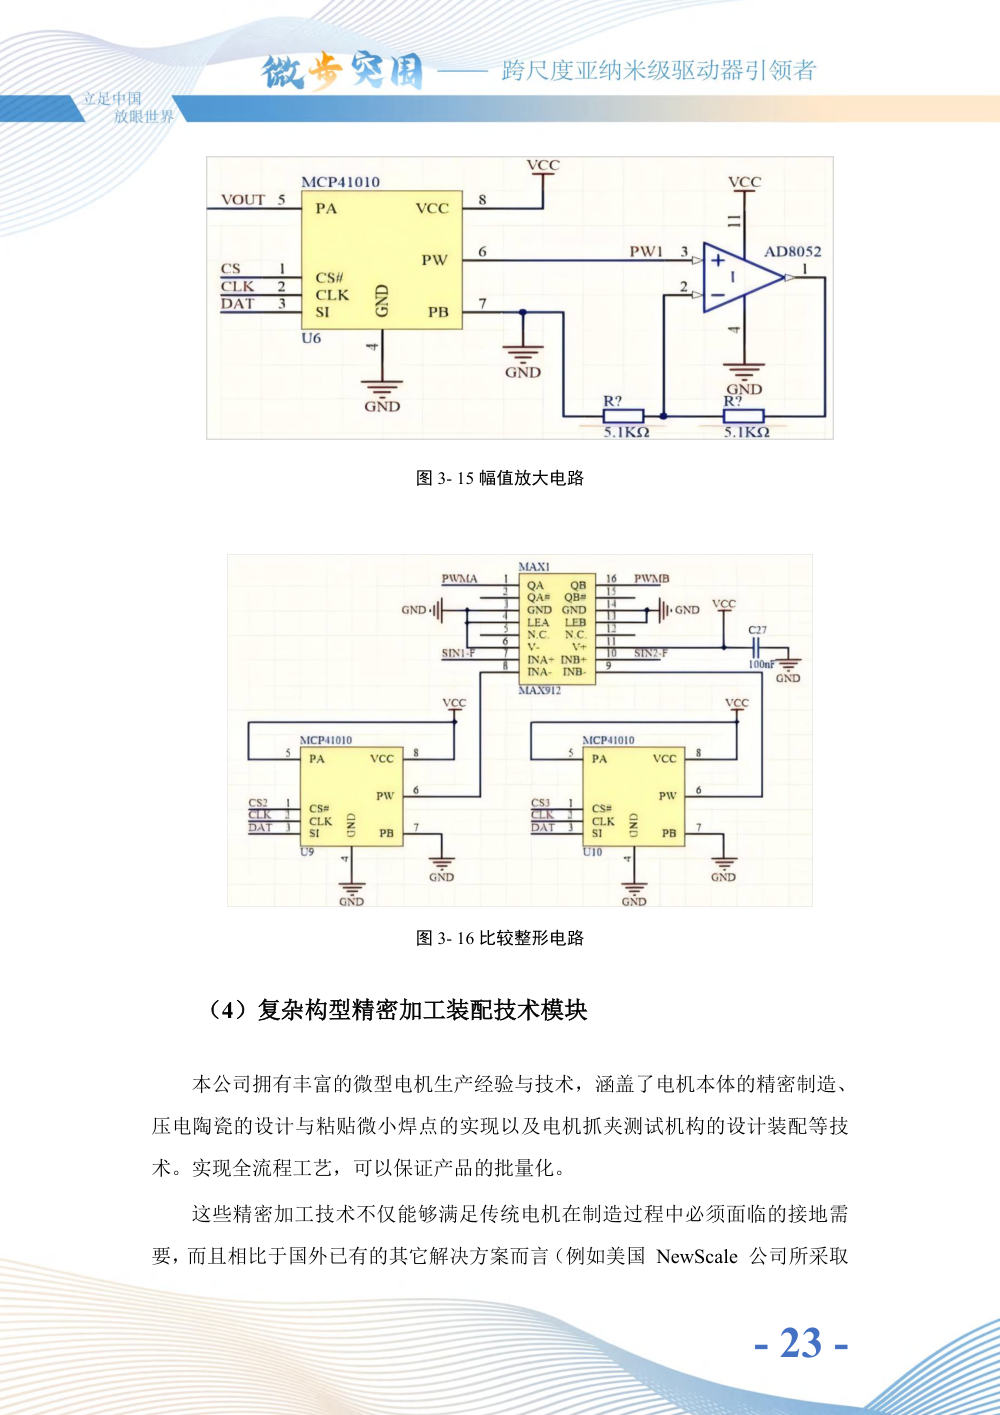 微步突围 —— 跨尺度亚纳米级驱动器引领者
立足中国
放眼世界
VCC
MCP41010
VCC
VOUT 5 PA VCC 8
11
PW 6 PW1 3 + AD8052
CS 1 CS# 1 1
CLK 2 CLK GND 2 −
DAT 3 SI PB 7
U6 4 4
GND GND GND
R? R?
5.1KΩ 5.1KΩ
图 3- 15 幅值放大电路
MAX1
PWMA 1 QA QB 16 PWMB
2 QA# QB# 15
GND 3 GND GND 14 GND VCC
4 LEA LEB 13
5 N.C. N.C. 12 C27
6 V- V+ 11
SIN1-F 7 INA+ INB+ 10 SIN2-F 100nF
8 INA- INB- 9 GND
MAX912
VCC VCC
MCP41010 MCP41010
5 PA VCC 8 5 PA VCC 8
PW 6 PW 6
CS2 1 CS# CS3 1 CS#
CLK 2 CLK GND CLK 2 CLK GND
DAT 3 SI PB 7 DAT 3 SI PB 7
U9 4 U10 4
GND GND GND GND
图 3- 16 比较整形电路
（4）复杂构型精密加工装配技术模块
本公司拥有丰富的微型电机生产经验与技术，涵盖了电机本体的精密制造、
压电陶瓷的设计与粘贴微小焊点的实现以及电机抓夹测试机构的设计装配等技
术。实现全流程工艺，可以保证产品的批量化。
这些精密加工技术不仅能够满足传统电机在制造过程中必须面临的接地需
要，而且相比于国外已有的其它解决方案而言（例如美国 NewScale 公司所采取
- 23 -